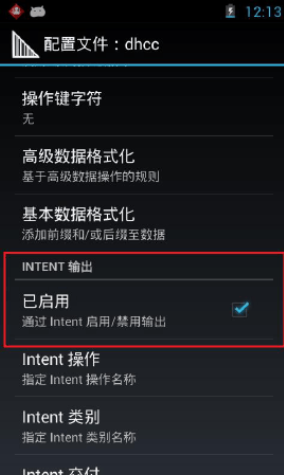 12:13
配置文件：dhcc
操作键字符
无
高级数据格式化
基于高级数据操作的规则
基本数据格式化
添加前缀和/或后缀至数据
INTENT 输出
已启用
通过 Intent 启用/禁用输出
Intent 操作
指定 Intent 操作名称
Intent 类别
指定 Intent 类别名称
Intent 交付